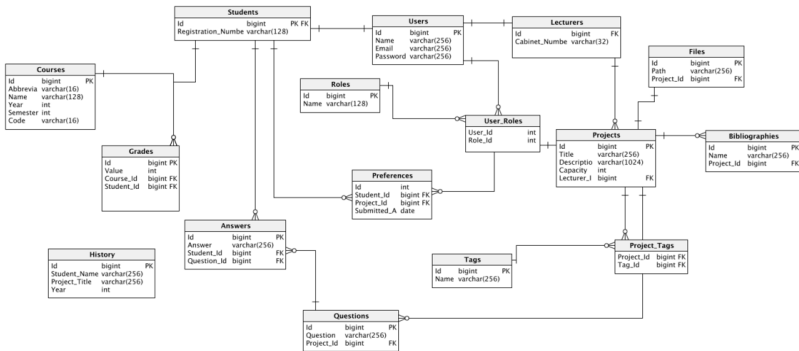 Students
Id bigint PK FK
Registration_Numbe varchar(128)
Users
Id bigint PK
Name varchar(256)
Email varchar(256)
Password varchar(256)
Lecturers
Id bigint FK
Cabinet_Numbe varchar(32)
Files
Id bigint PK
Path varchar(256)
Project_Id bigint FK
Courses
Id bigint PK
Abbrevia varchar(16)
Name varchar(128)
Year int
Semester int
Code varchar(16)
Roles
Id bigint PK
Name varchar(128)
User_Roles
User_Id int
Role_Id int
Projects
Id bigint PK
Title varchar(256)
Descriptio varchar(1024)
Capacity int
Lecturer_I bigint FK
Bibliographies
Id bigint PK
Name varchar(256)
Project_Id bigint FK
Grades
Id bigint PK
Value int
Course_Id bigint FK
Student_Id bigint FK
Preferences
Id int
Student_Id bigint FK
Project_Id bigint FK
Submitted_A date
Answers
Id bigint PK
Answer varchar(256)
Student_Id bigint FK
Question_Id bigint FK
History
Id bigint PK
Student_Name varchar(256)
Project_Title varchar(256)
Year int
Tags
Id bigint PK
Name varchar(256)
Project_Tags
Project_Id bigint FK
Tag_Id bigint FK
Questions
Id bigint PK
Question varchar(256)
Project_Id bigint FK